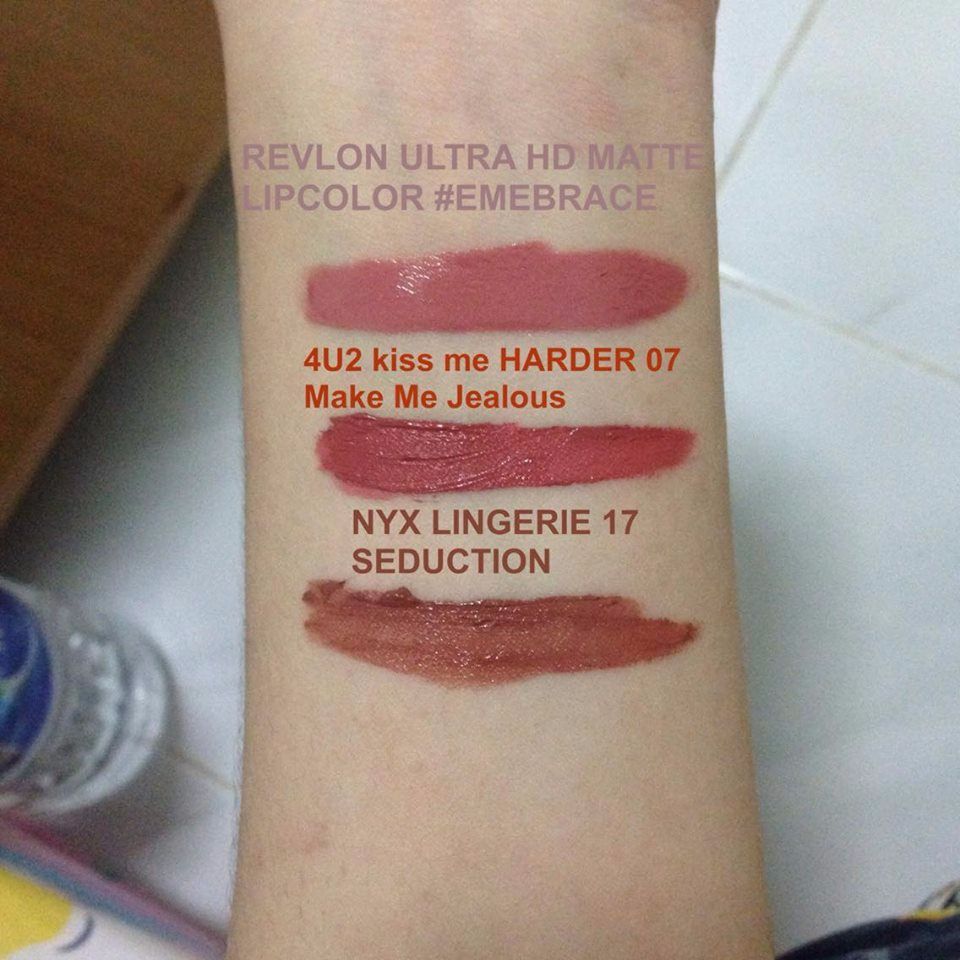 REVLON ULTRA HD MATTE
LIPCOLOR #EMEBRACE
4U2 kiss me HARDER 07
Make Me Jealous
NYX LINGERIE 17
SEDUCTION